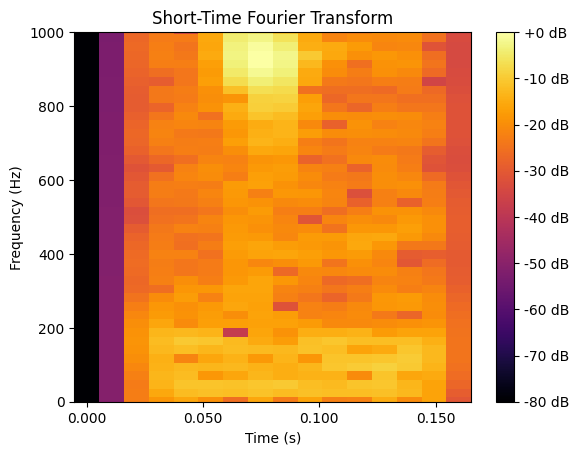 Short-Time Fourier Transform
1000
800
600
400
200
0
Frequency (Hz)
0.000
0.050
0.100
0.150
Time (s)
+0 dB
-10 dB
-20 dB
-30 dB
-40 dB
-50 dB
-60 dB
-70 dB
-80 dB